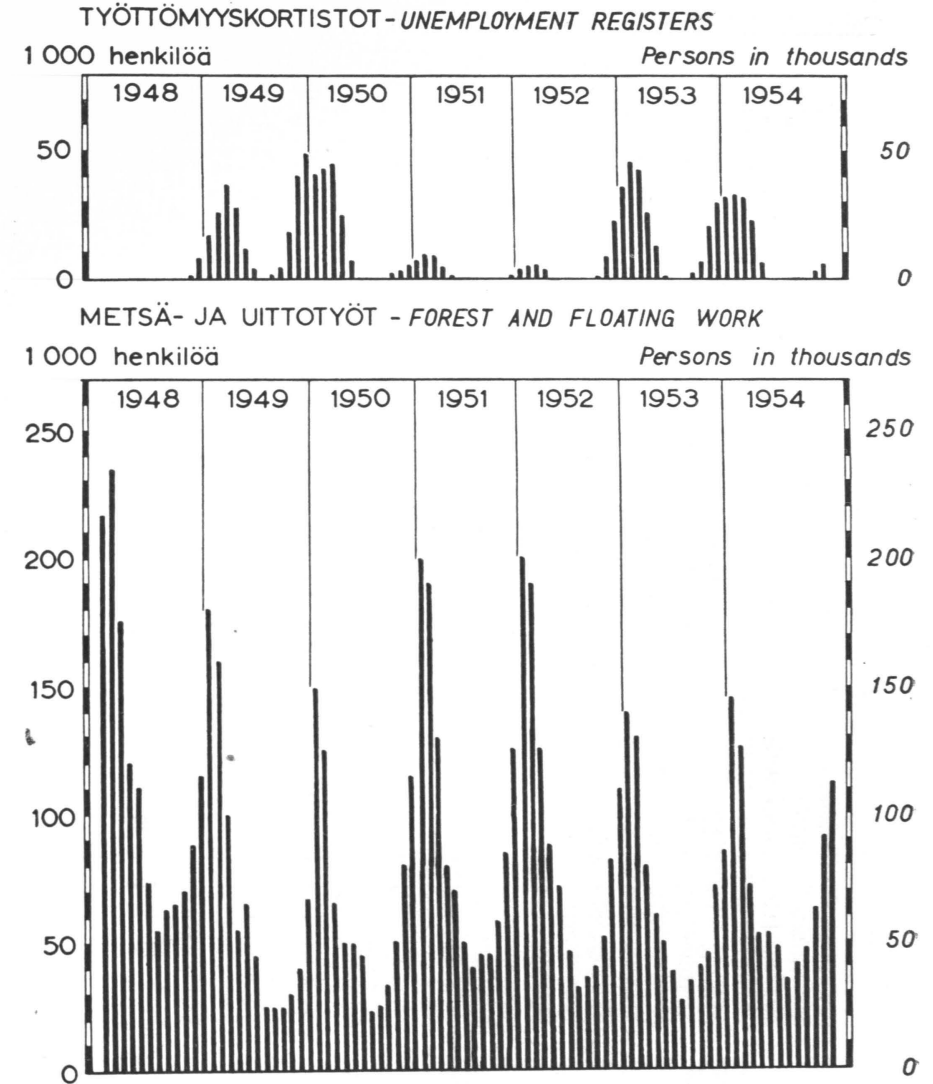 TYÖTTÖMYYSKORTISTOT - UNEMPLOYMENT REGISTERS
1 000 henkilöä Persons in thousands
1948 1949 1950 1951 1952 1953 1954
50 50
0 0
METSÄ- JA UITTOTYÖT - FOREST AND FLOATING WORK
1 000 henkilöä Persons in thousands
1948 1949 1950 1951 1952 1953 1954
250 250
200 200
150 150
100 100
50 50
0 0